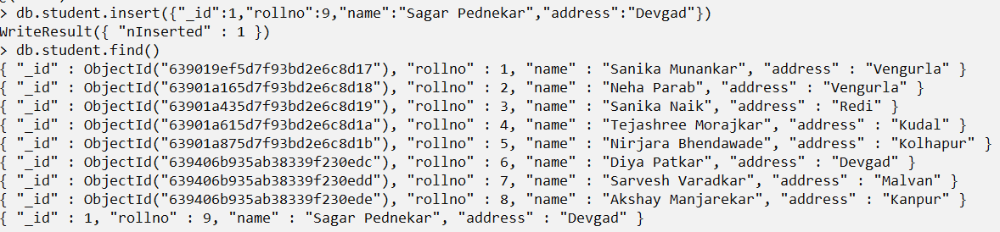 > db.student.insert({"_id":1,"rollno":9,"name":"Sagar Pednekar","address":"Devgad"})
WriteResult({ "nInserted" : 1 })
> db.student.find()
{ "_id" : ObjectId("639019ef5d7f93bd2e6c8d17"), "rollno" : 1, "name" : "Sanika Munankar", "address" : "Vengurla" }
{ "_id" : ObjectId("63901a165d7f93bd2e6c8d18"), "rollno" : 2, "name" : "Neha Parab", "address" : "Vengurla" }
{ "_id" : ObjectId("63901a435d7f93bd2e6c8d19"), "rollno" : 3, "name" : "Sanika Naik", "address" : "Redi" }
{ "_id" : ObjectId("63901a615d7f93bd2e6c8d1a"), "rollno" : 4, "name" : "Tejashree Morajkar", "address" : "Kudal" }
{ "_id" : ObjectId("63901a875d7f93bd2e6c8d1b"), "rollno" : 5, "name" : "Nirjara Bhendawade", "address" : "Kolhapur" }
{ "_id" : ObjectId("639406b935ab38339f230edc"), "rollno" : 6, "name" : "Diya Patkar", "address" : "Devgad" }
{ "_id" : ObjectId("639406b935ab38339f230edd"), "rollno" : 7, "name" : "Sarvesh Varadkar", "address" : "Malvan" }
{ "_id" : ObjectId("639406b935ab38339f230ede"), "rollno" : 8, "name" : "Akshay Manjarekar", "address" : "Kanpur" }
{ "_id" : 1, "rollno" : 9, "name" : "Sagar Pednekar", "address" : "Devgad" }